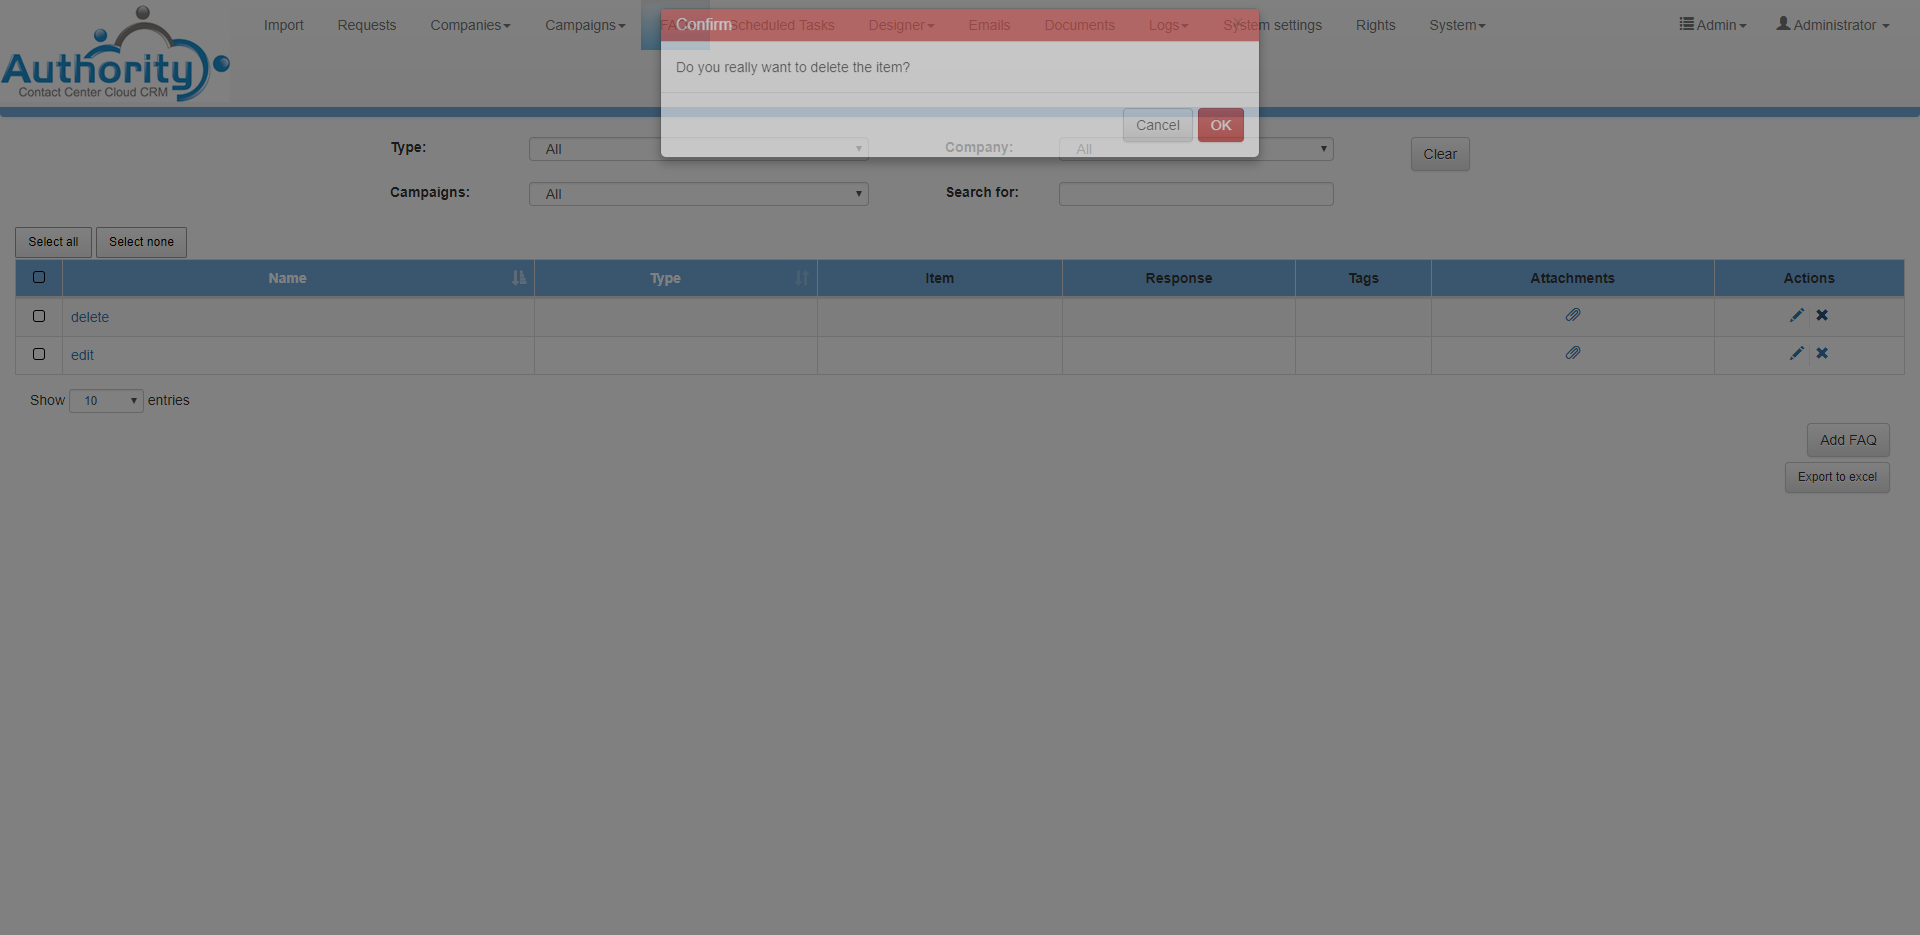 Authority
Contact Center Cloud CRM
Import Requests Companies Campaigns Scheduled Tasks Designer Emails Documents Logs System settings Rights System Admin Administrator
Confirm
Do you really want to delete the item?
Cancel OK
Type: All Company: All Clear
Campaigns: All Search for:
Select all Select none
Name Type Item Response Tags Attachments Actions
delete
edit
Show 10 entries
Add FAQ
Export to excel